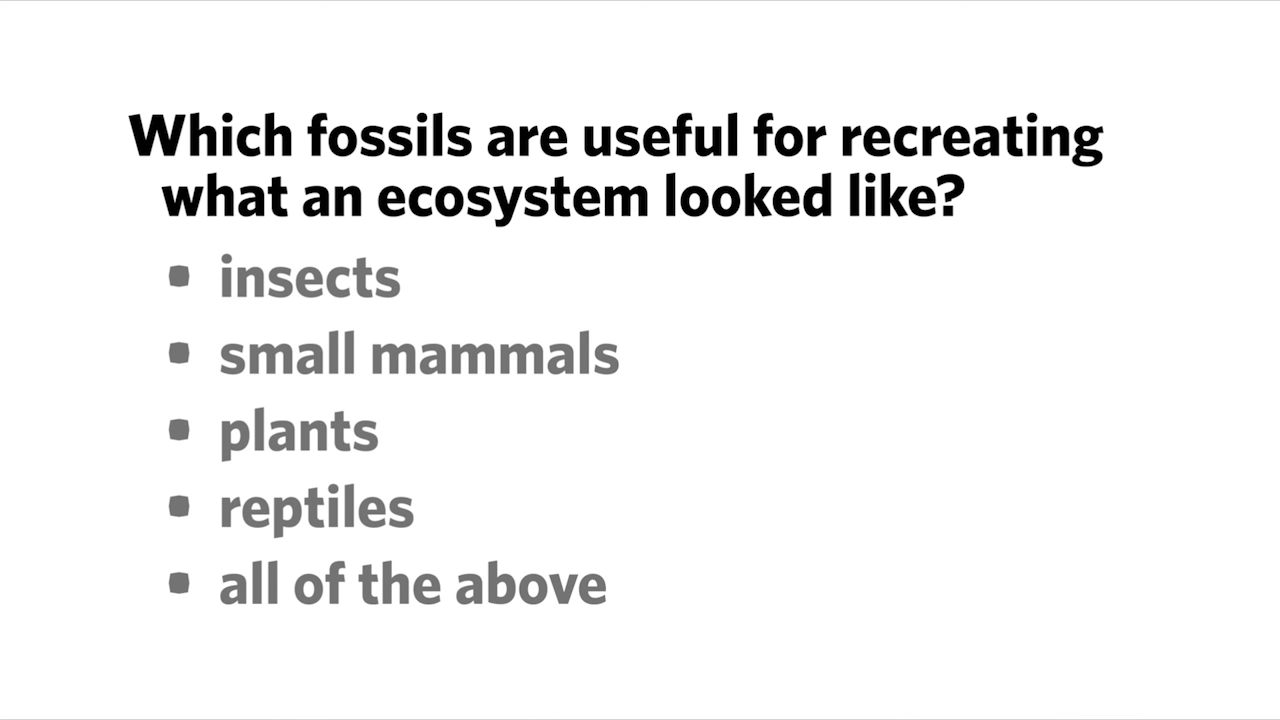 Which fossils are useful for recreating
what an ecosystem looked like?
▪ insects
▪ small mammals
▪ plants
▪ reptiles
▪ all of the above